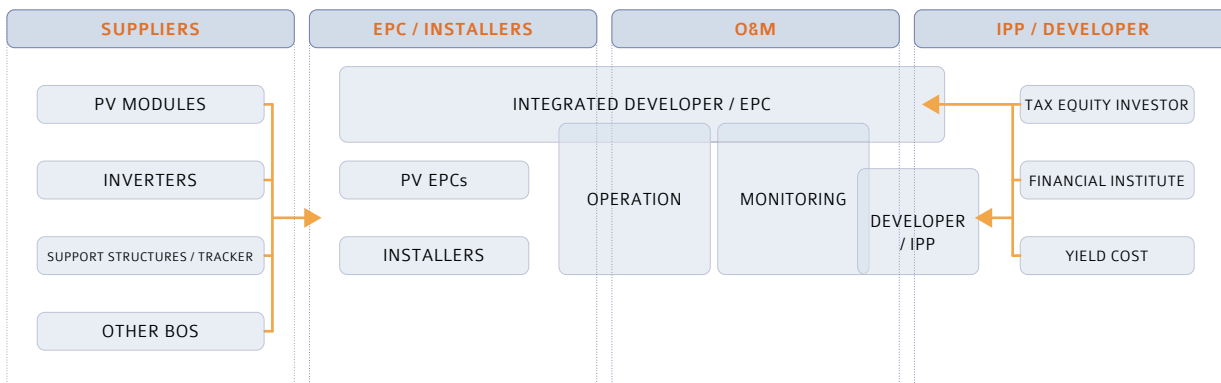 SUPPLIERS
EPC / INSTALLERS
O&M
IPP / DEVELOPER
PV MODULES
INVERTERS
SUPPORT STRUCTURES / TRACKER
OTHER BOS
INTEGRATED DEVELOPER / EPC
PV EPCs
INSTALLERS
OPERATION
MONITORING
DEVELOPER
/ IPP
TAX EQUITY INVESTOR
FINANCIAL INSTITUTE
YIELD COST